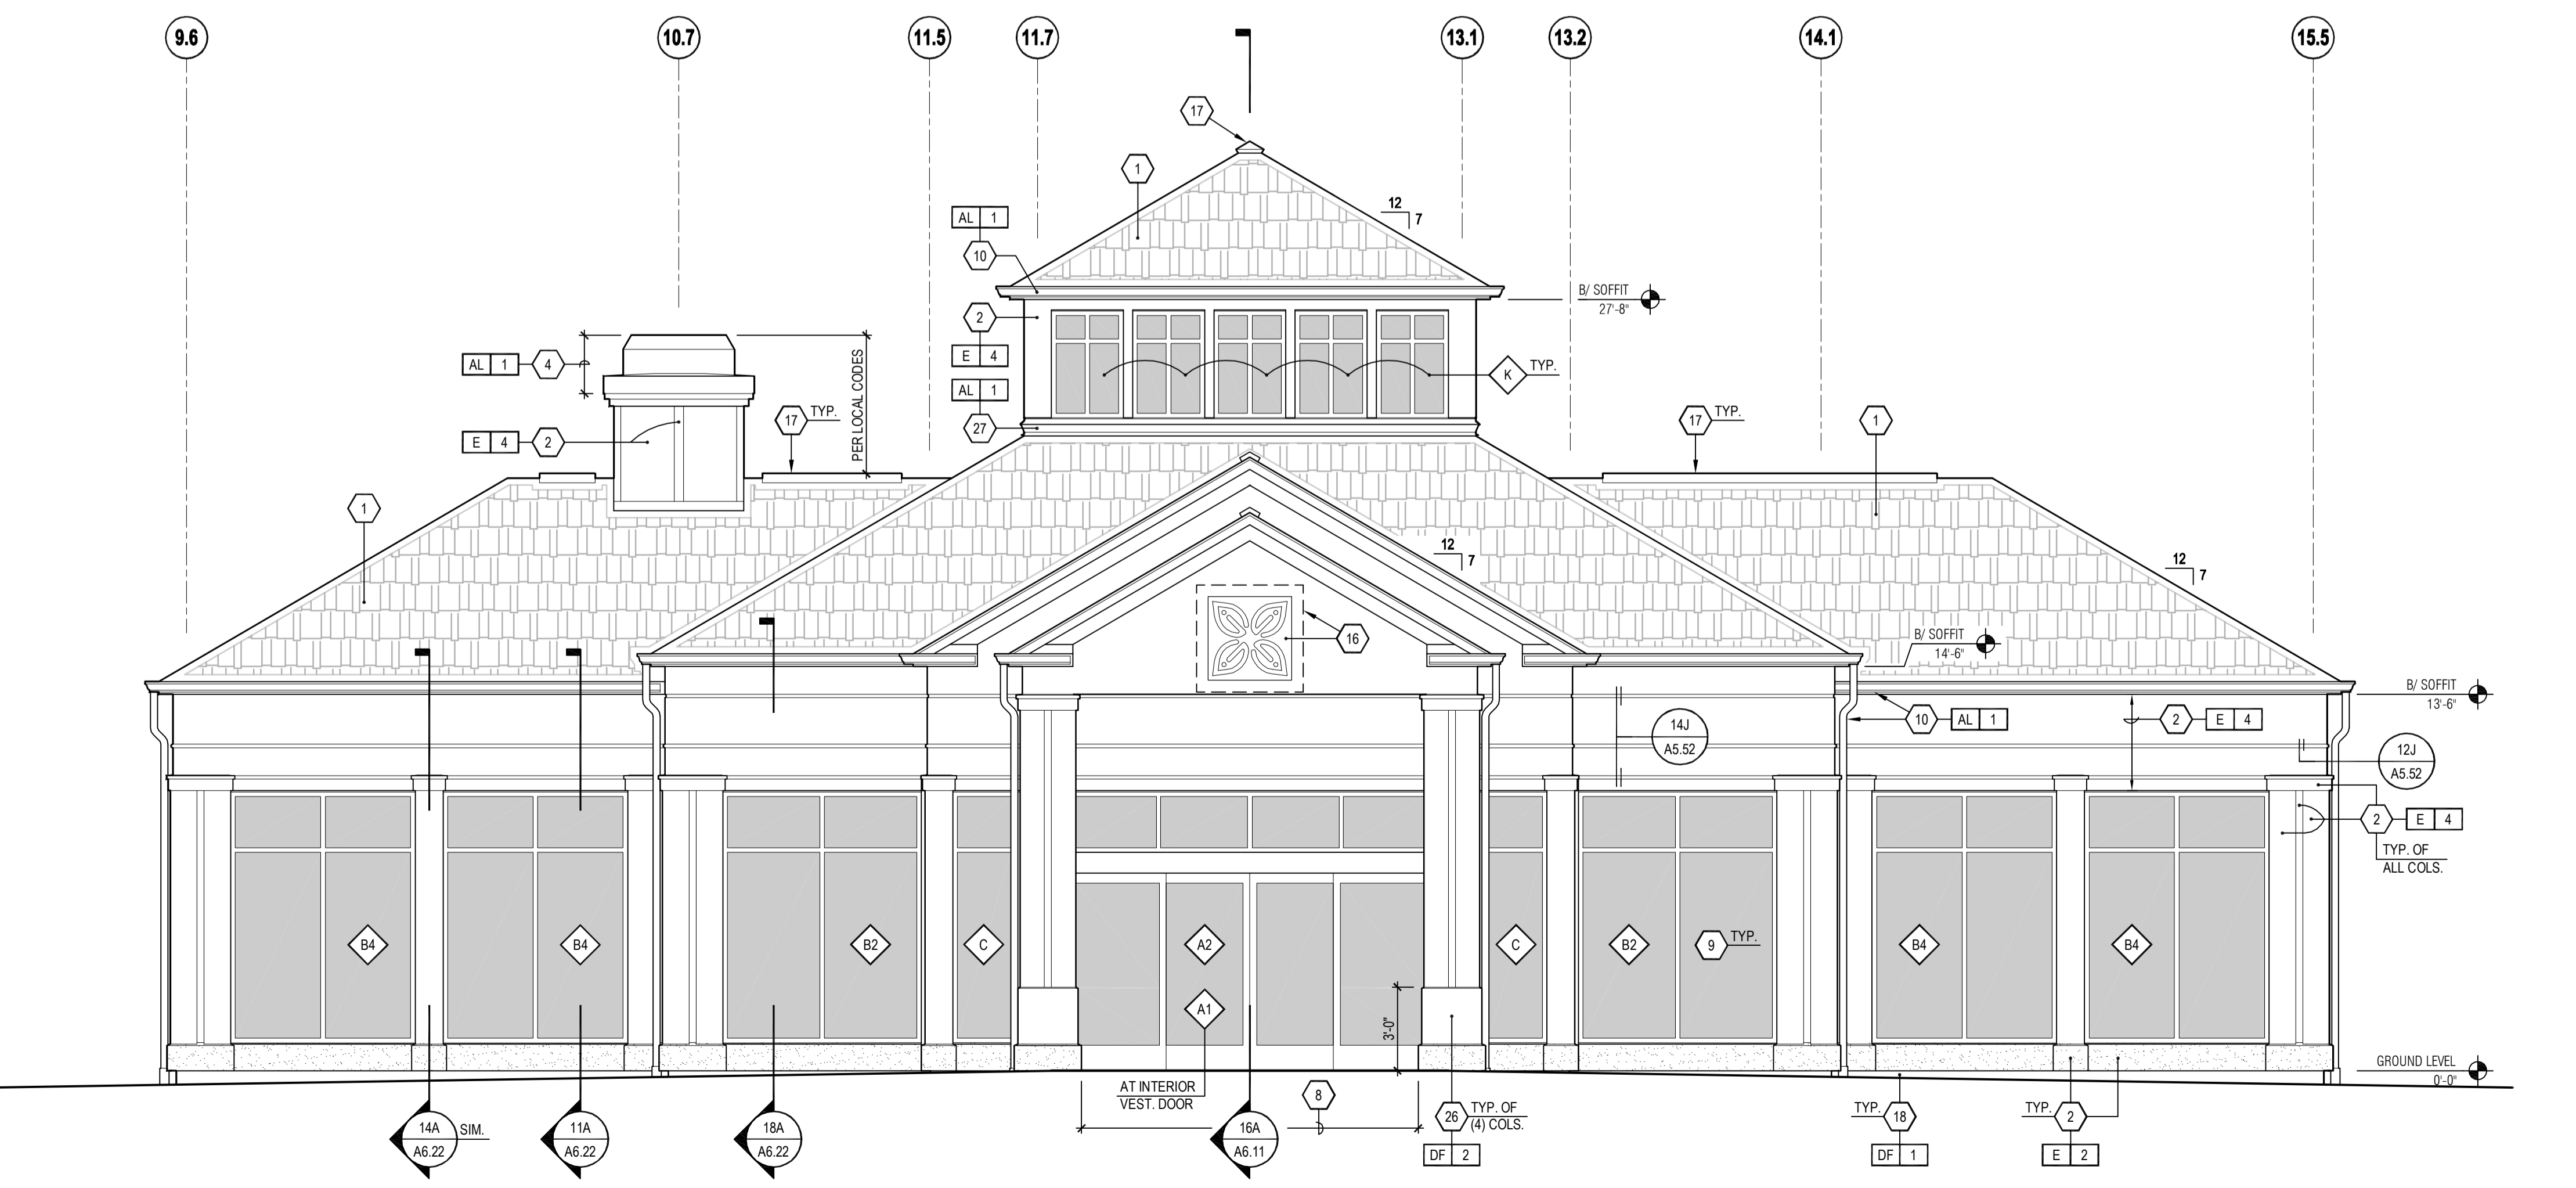 9.6
10.7
11.5
11.7
13.1
13.2
14.1
15.5
17
1
12
7
AL 1
10
B/ SOFFIT
27'-8"
2
E 4
AL 1
27
K TYP.
AL 1 4
PER LOCAL CODES
E 4 2
17 TYP.
17 TYP.
1
1
12
7
12
7
16
B/ SOFFIT
14'-6"
B/ SOFFIT
13'-6"
10 AL 1
2 E 4
14J
A5.52
12J
A5.52
2 E 4
TYP. OF
ALL COLS.
B4
B4
B2
C
A2
C
B2
9 TYP.
B4
B4
A1
3'-0"
GROUND LEVEL
0'-0"
AT INTERIOR
VEST. DOOR
8
26 TYP. OF
(4) COLS.
DF 2
TYP. 18
DF 1
TYP. 2
E 2
14A
A6.22
SIM.
11A
A6.22
18A
A6.22
16A
A6.11